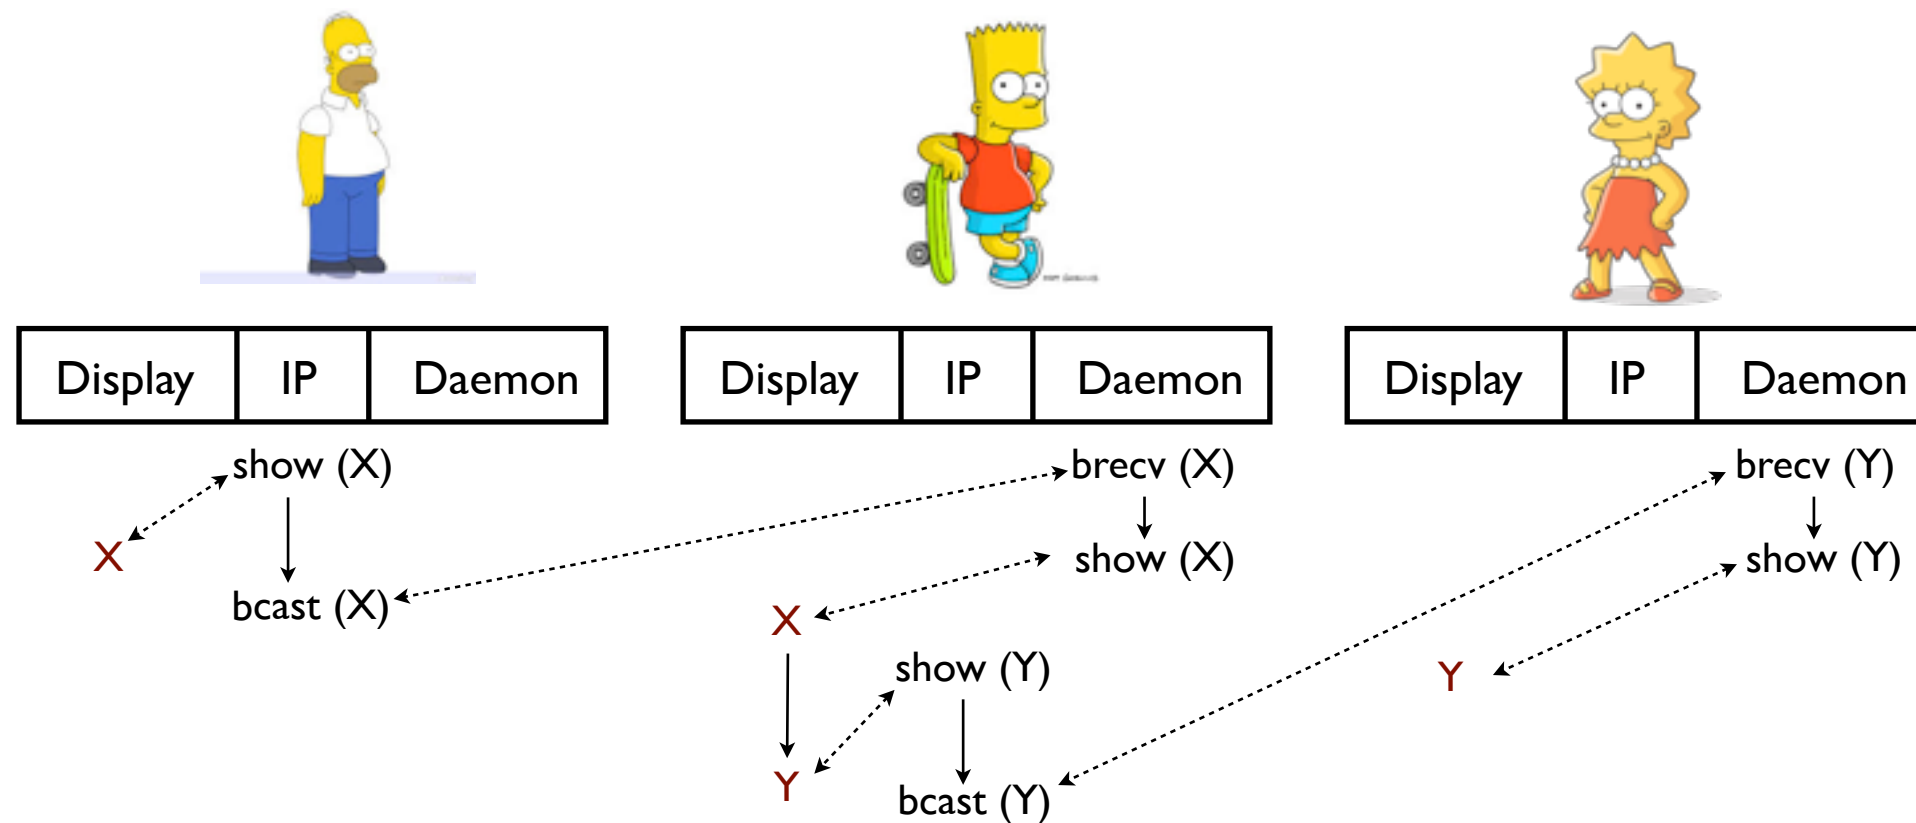 Display IP Daemon
Display IP Daemon
Display IP Daemon
show (X)
X
bcast (X)
brecv (X)
show (X)
X
show (Y)
Y
bcast (Y)
brecv (Y)
show (Y)
Y